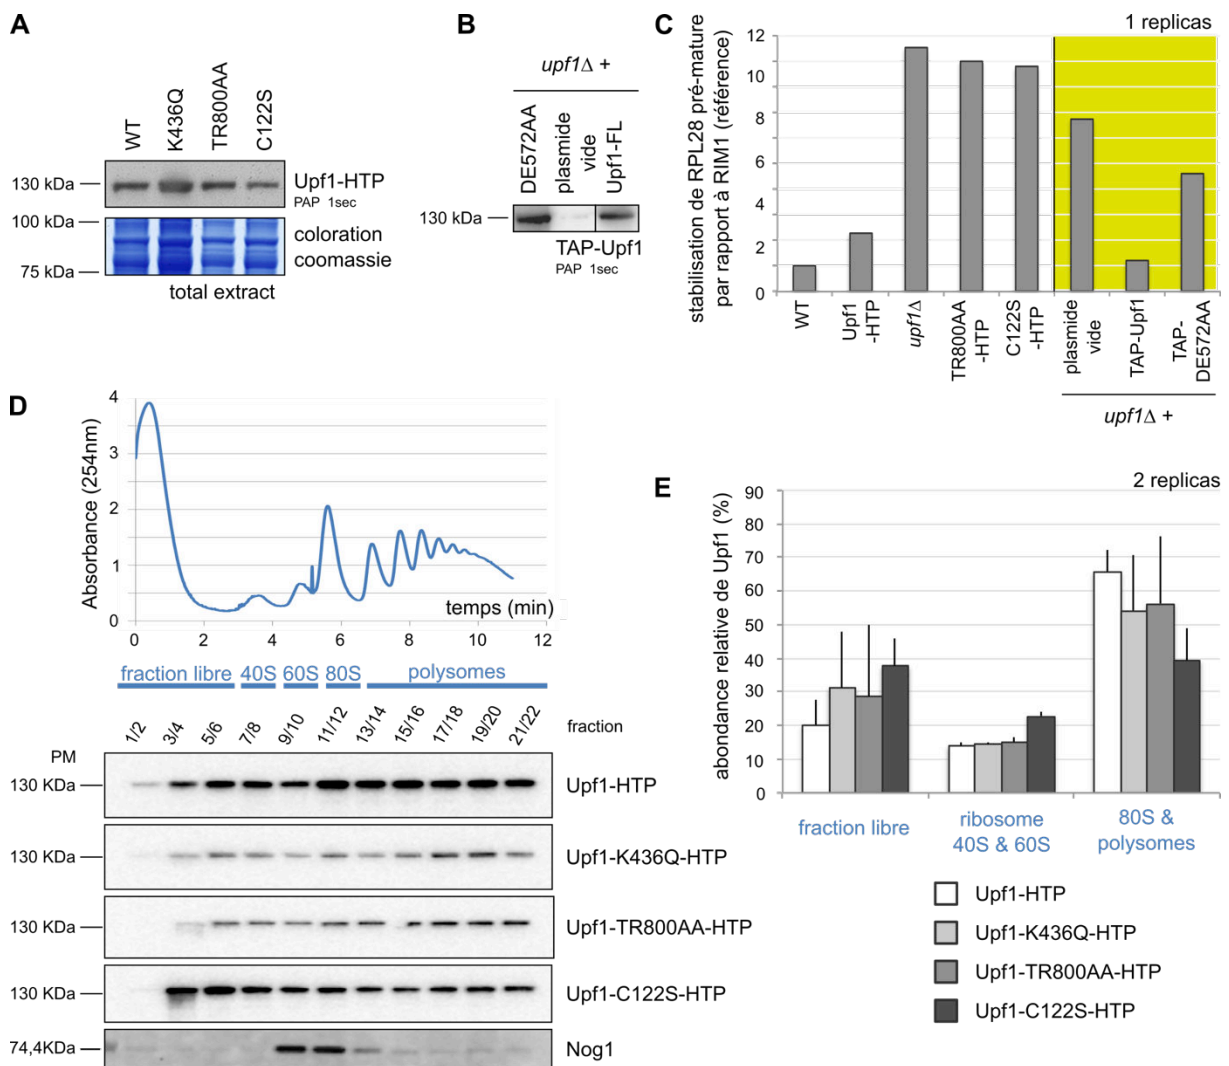 A
WT
K436Q
TR800AA
C122S
130 kDa
Upf1-HTP
PAP 1sec
100 kDa
75 kDa
coloration
coomassie
total extract
B
upf1Δ +
DE572AA
plasmide
vide
Upf1-FL
130 kDa
TAP-Upf1
PAP 1sec
C
1 replicas
stabilisation de RPL28 pré-mature
par rapport à RIM1 (référence)
12
10
8
6
4
2
2
0
WT
Upf1
-HTP
upf1Δ
TR800AA
-HTP
C122S
-HTP
plasmide
vide
TAP-Upf1
TAP-
DE572AA
upf1Δ +
D
Absorbance (254nm)
4
3
2
1
0
temps (min)
0
2
4
6
8
10
12
fraction libre
40S
60S
80S
polysomes
1/2
3/4
5/6
7/8
9/10
11/12
13/14
15/16
17/18
19/20
21/22
fraction
PM
130 KDa
Upf1-HTP
130 KDa
Upf1-K436Q-HTP
130 KDa
Upf1-TR800AA-HTP
130 KDa
Upf1-C122S-HTP
74,4KDa
Nog1
E
2 replicas
abondance relative de Upf1 (%)
90
80
70
60
50
40
30
20
10
0
fraction libre
ribosome
40S & 60S
80S &
polysomes
Upf1-HTP
Upf1-K436Q-HTP
Upf1-TR800AA-HTP
Upf1-C122S-HTP